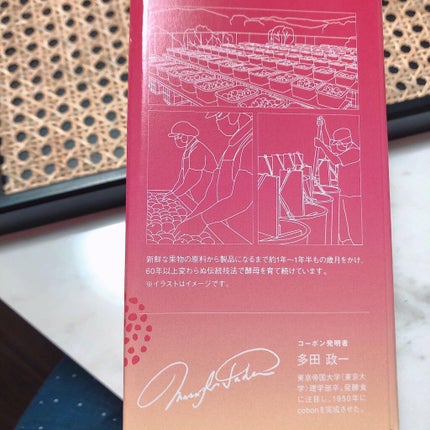 新鮮な果物の原料から製品になるまで約1年〜1年半もの歳月をかけ、
60年以上変わらぬ伝統技法で酵母を育て続けています。
※イラストはイメージです。
コーボン発明者
多田 政一
東京帝国大学(東京大
学)理学部卒。発酵食
に注目し、1950年に
cobonを完成させた。